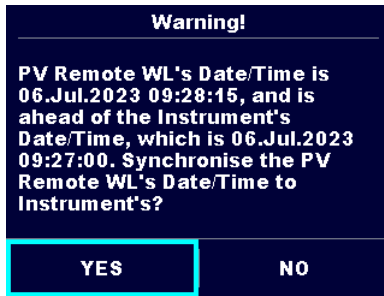 Warning!
PV Remote WL's Date/Time is
06.Jul.2023 09:28:15, and is
ahead of the Instrument's
Date/Time, which is 06.Jul.2023
09:27:00. Synchronise the PV
Remote WL's Date/Time to
Instrument's?
YES NO